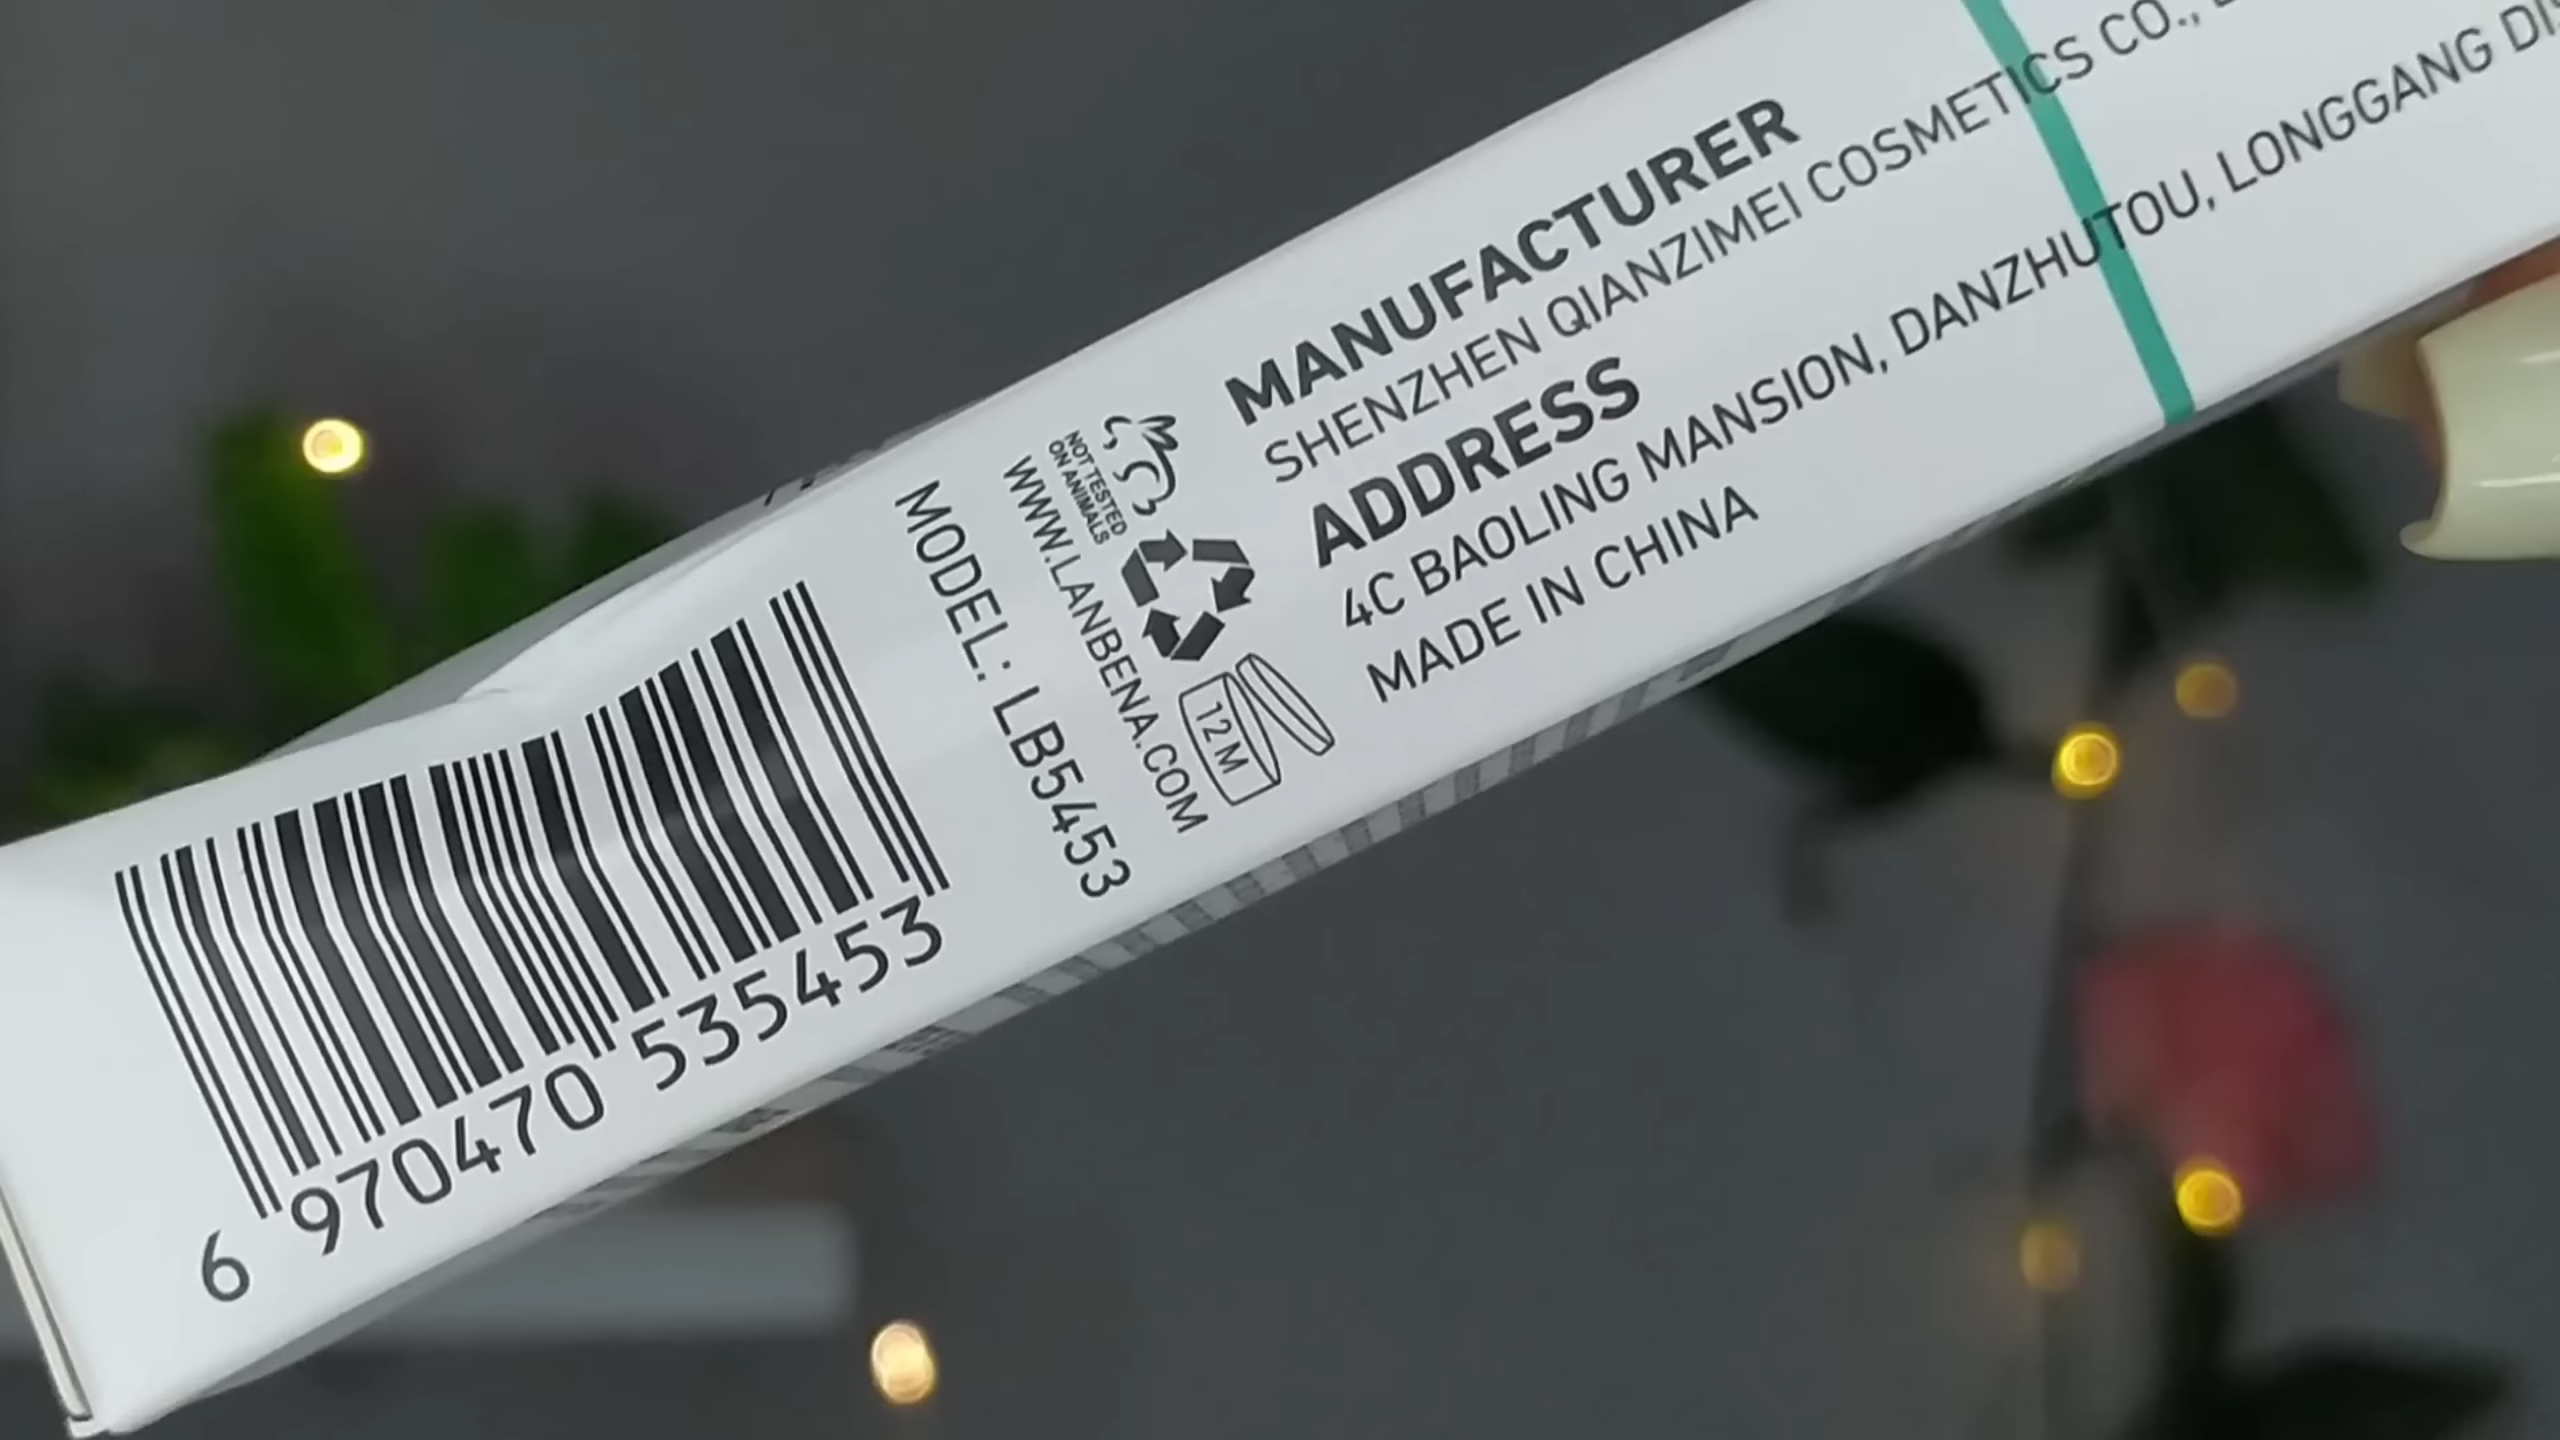 MANUFACTURER
SHENZHEN QIANZIMEI COSMETICS CO.,
ADDRESS
4C BAOLING MANSION, DANZHUTOU, LONGGANG
MADE IN CHINA
NOT TESTED
ON ANIMALS
WWW.LANBENA.COM
12 M
MODEL: LB5453
6 970470 535453